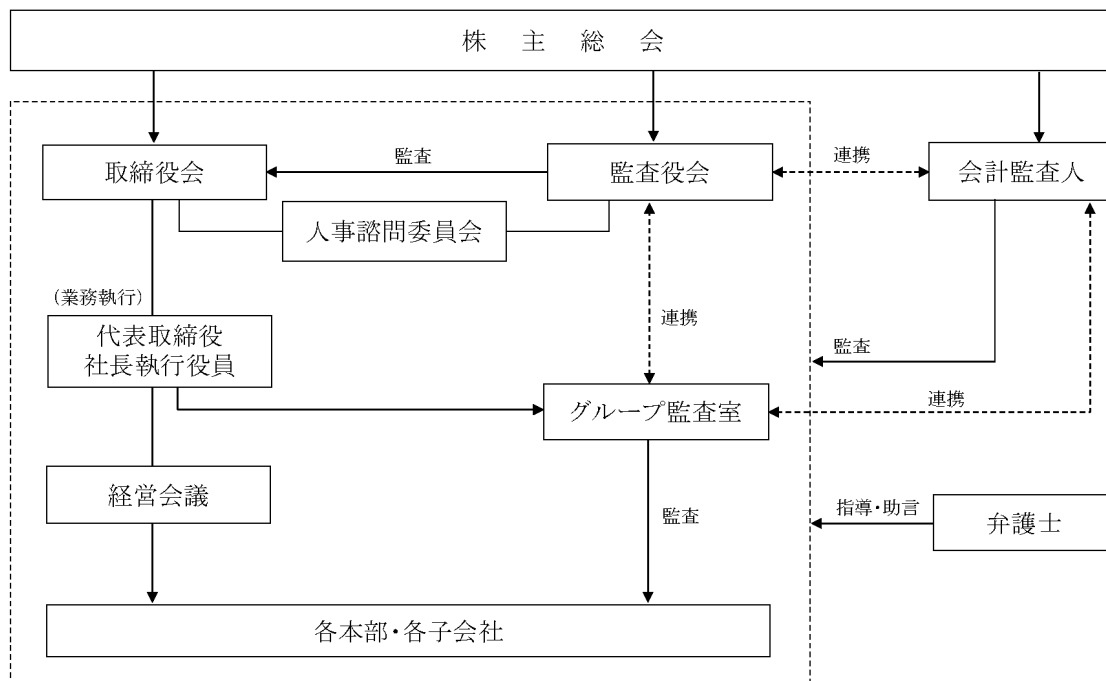 株主総会
取締役会
監査
監査役会
連携
会計監査人
人事諮問委員会
(業務執行)
代表取締役
社長執行役員
連携
監査
グループ監査室
連携
経営会議
監査
指導・助言
弁護士
各本部・各子会社